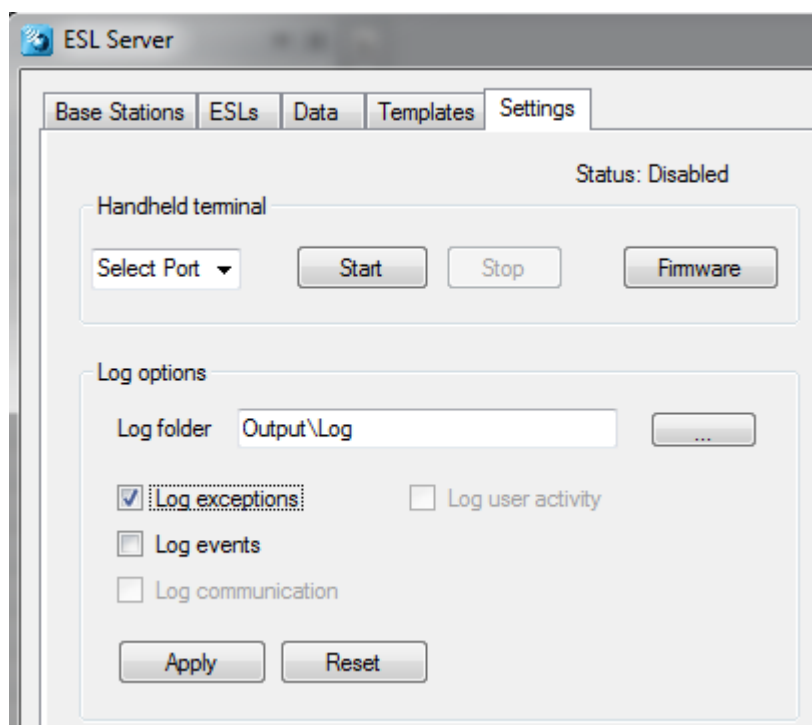 ESL Server
Base Stations ESLs Data Templates Settings
Status: Disabled
Handheld terminal
Select Port Start Stop Firmware
Log options
Log folder Output\Log ...
Log exceptions Log user activity
Log events
Log communication
Apply Reset